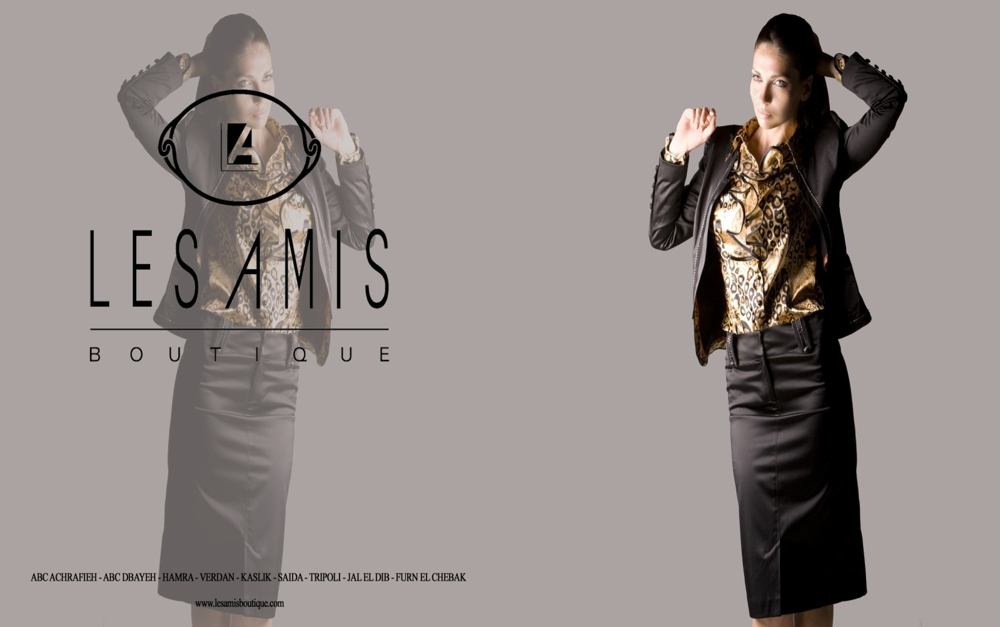 LA
LES AMIS
BOUTIQUE
ABC ACHRAFIEH - ABC DBAYEH - HAMRA - VERDAN - KASLIK - SAIDA - TRIPOLI - JAL EL DIB - FURN EL CHEBAK
www.lesamisboutique.com